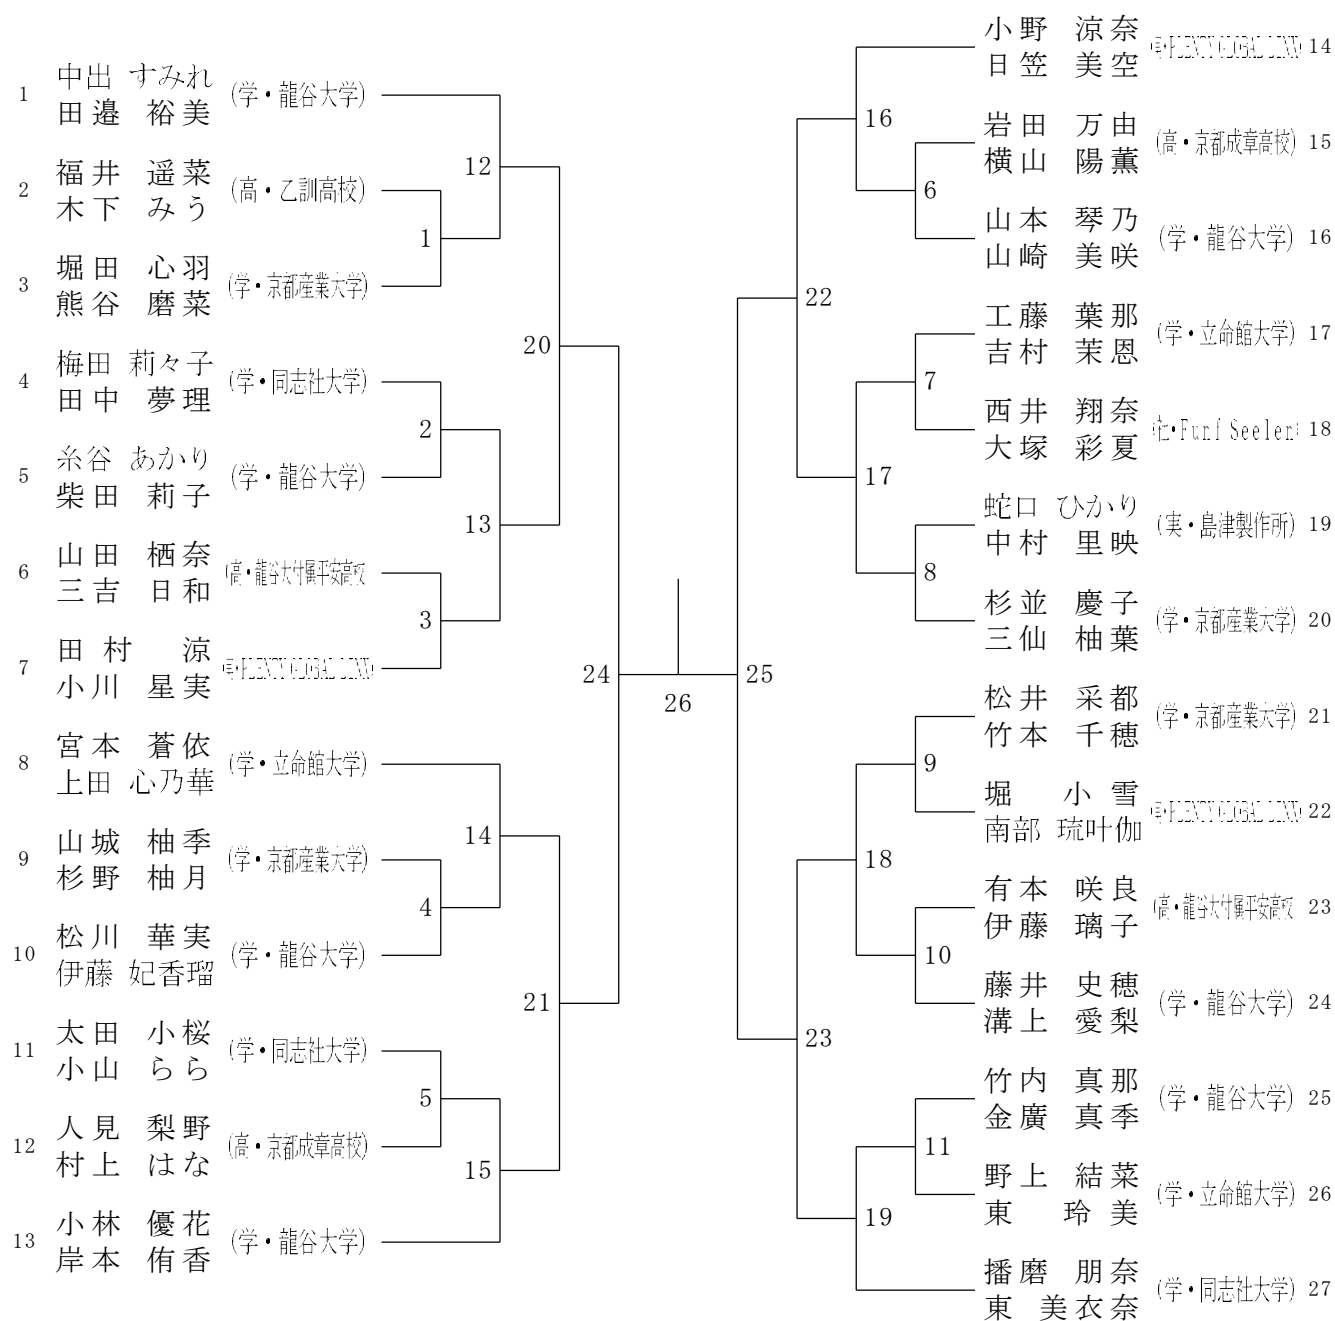 1 中出 すみれ (学・龍谷大学)
田邉 裕美
2 福井 遥菜 (高・乙訓高校)
木下 みう
3 堀田 心羽 (学・京都産業大学)
熊谷 磨菜
4 梅田 莉々子 (学・同志社大学)
田中 夢理
5 糸谷 あかり (学・龍谷大学)
柴田 莉子
6 山田 栖奈 (高・龍谷大付属平安高校
三吉 日和
7 田村 涼
小川 星実
8 宮本 蒼依 (学・立命館大学)
上田 心乃華
9 山城 柚季 (学・京都産業大学)
杉野 柚月
10 松川 華実 (学・龍谷大学)
伊藤 妃香瑠
11 太田 小桜 (学・同志社大学)
小山 らら
12 人見 梨野 (高・京都成章高校)
村上 はな
13 小林 優花 (学・龍谷大学)
岸本 侑香
12
1
20
2
13
3
24
14
4
21
5
15
26
25
16
6
22
7
17
8
9
18
10
23
11
19
小野 涼奈 14
日笠 美空
岩田 万由 (高・京都成章高校) 15
横山 陽薫
山本 琴乃 (学・龍谷大学) 16
山崎 美咲
工藤 葉那 (学・立命館大学) 17
吉村 茉恩
西井 翔奈 社・Funf Seelen 18
大塚 彩夏
蛇口 ひかり (実・島津製作所) 19
中村 里映
杉並 慶子 (学・京都産業大学) 20
三仙 柚葉
松井 采都 (学・京都産業大学) 21
竹本 千穂
堀 小雪 22
南部 琉叶伽
有本 咲良 (高・龍谷大付属平安高校 23
伊藤 璃子
藤井 史穂 (学・龍谷大学) 24
溝上 愛梨
竹内 真那 (学・龍谷大学) 25
金廣 真季
野上 結菜 (学・立命館大学) 26
東 玲美
播磨 朋奈 (学・同志社大学) 27
東 美衣奈